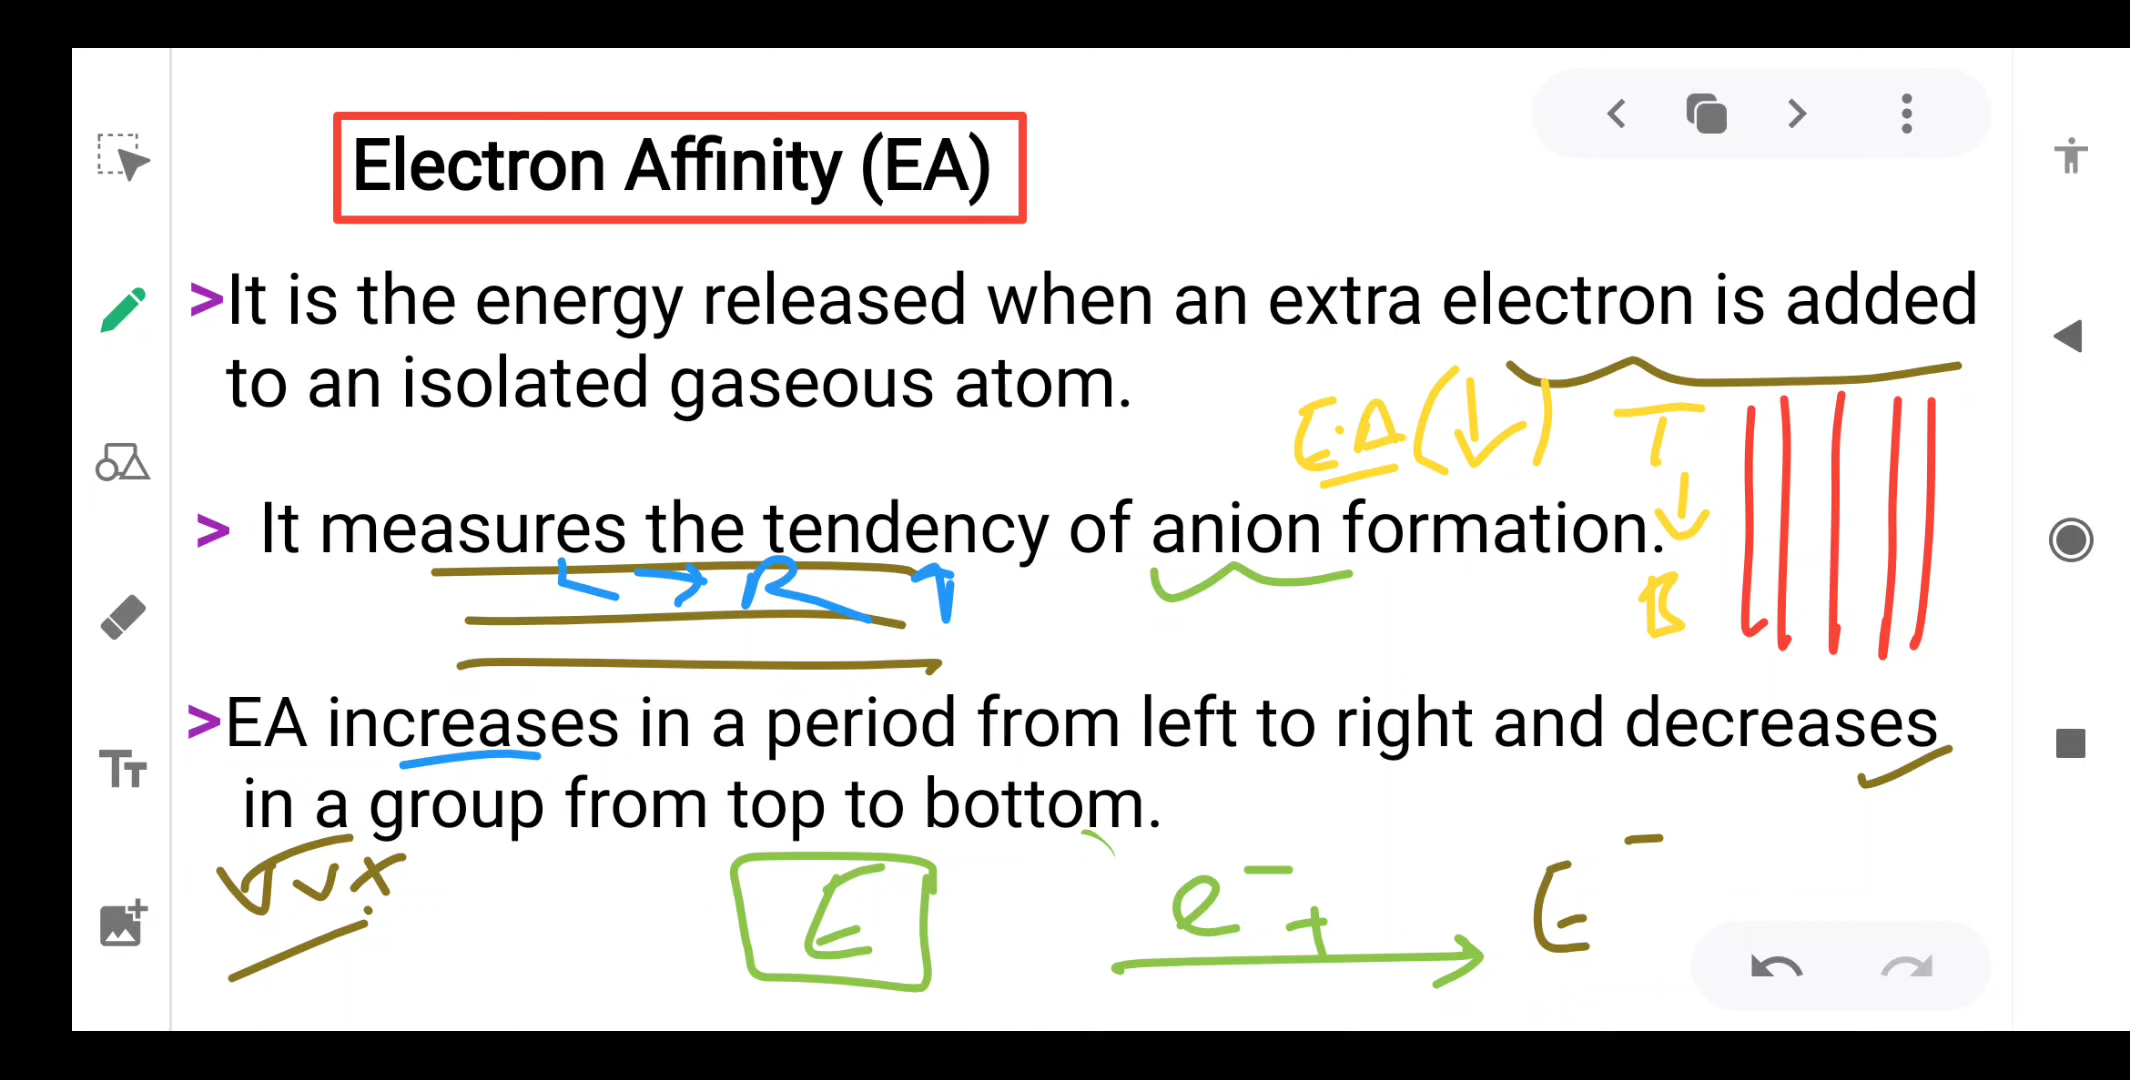 Electron Affinity (EA)
>It is the energy released when an extra electron is added
to an isolated gaseous atom.
E.A (↓) T
↓
B
> It measures the tendency of anion formation.
L → R ↑
>EA increases in a period from left to right and decreases
in a group from top to bottom.
E e⁻ + → E⁻
Tт